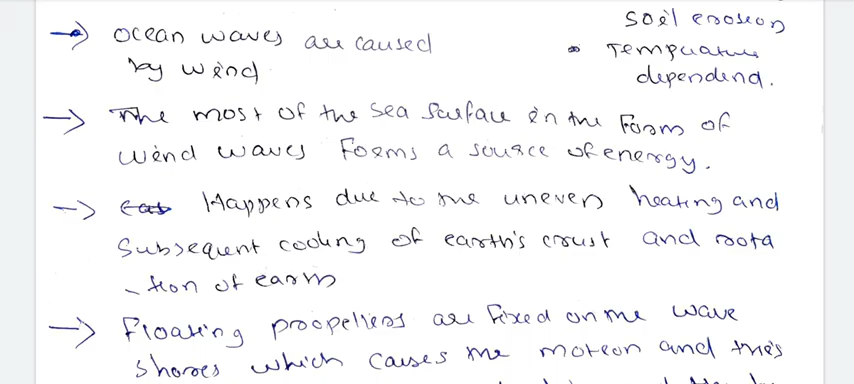 soil erosion
→ Ocean waves are caused
• Tempuature
by wind
dependend.
→ The most of the sea surface in the form of
wind waves forms a source of energy.
→ Happens due to the uneven heating and
Subsequent cooling of earth's crust and rota
-tion of earth
→ Floating propellers are fixed on the wave
shores which causes the motion and this